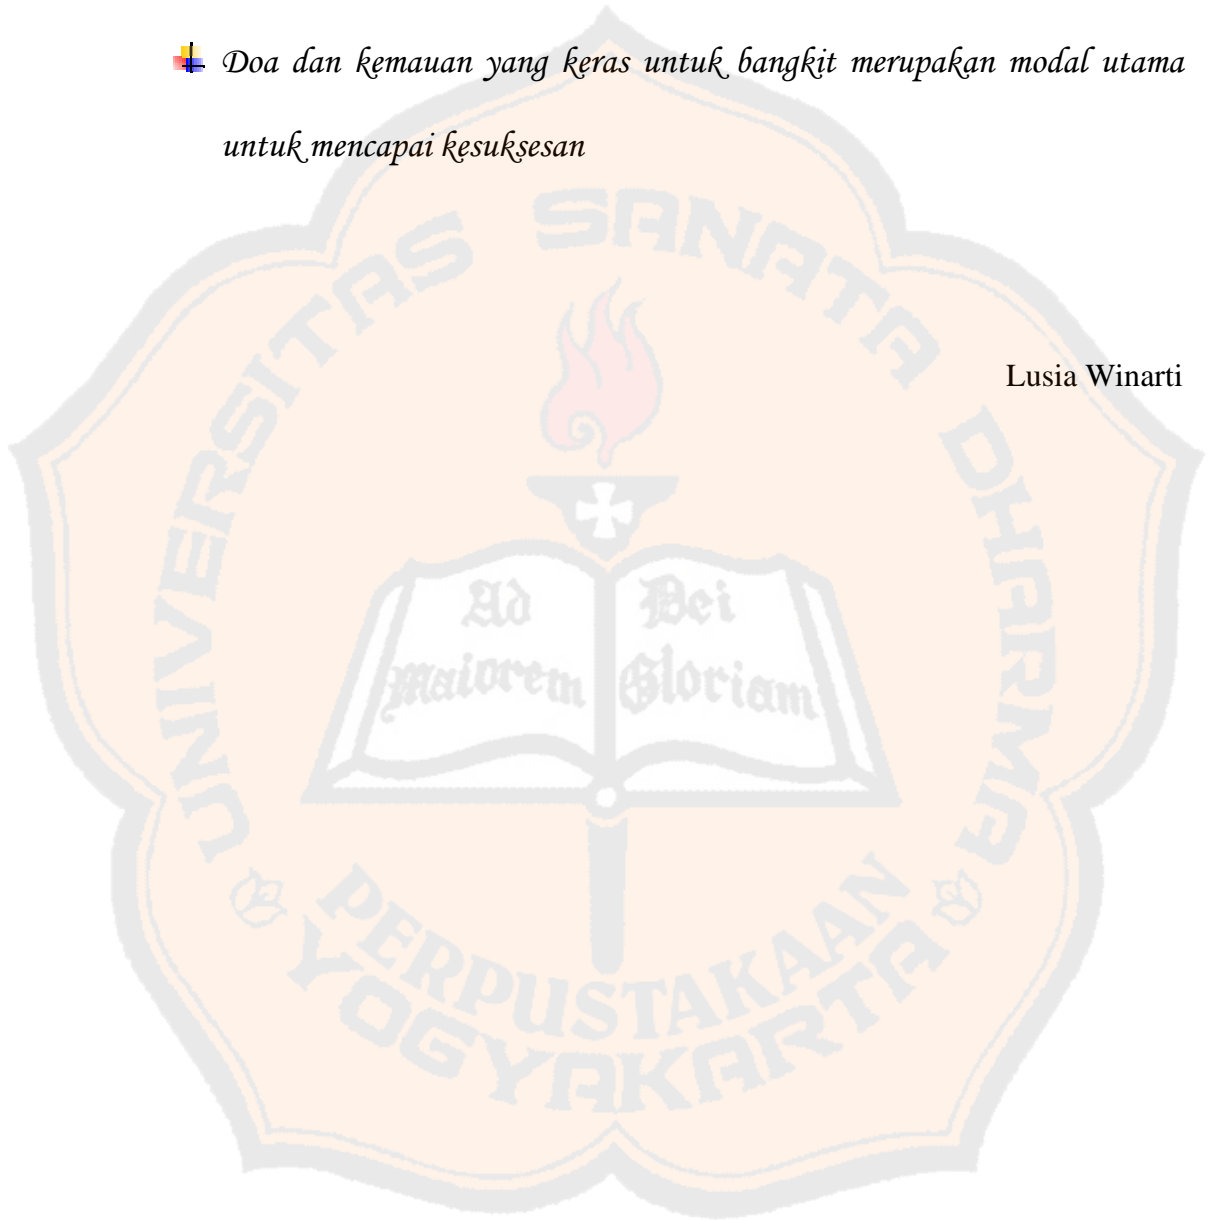 Doa dan kemauan yang keras untuk bangkit merupakan modal utama
untuk mencapai kesuksesan
Lusia Winarti
UNIVERSITAS SANATA DHARMA
Ad Dei
Maiorem Gloriam
PERPUSTAKAAN
YOGYAKARTA